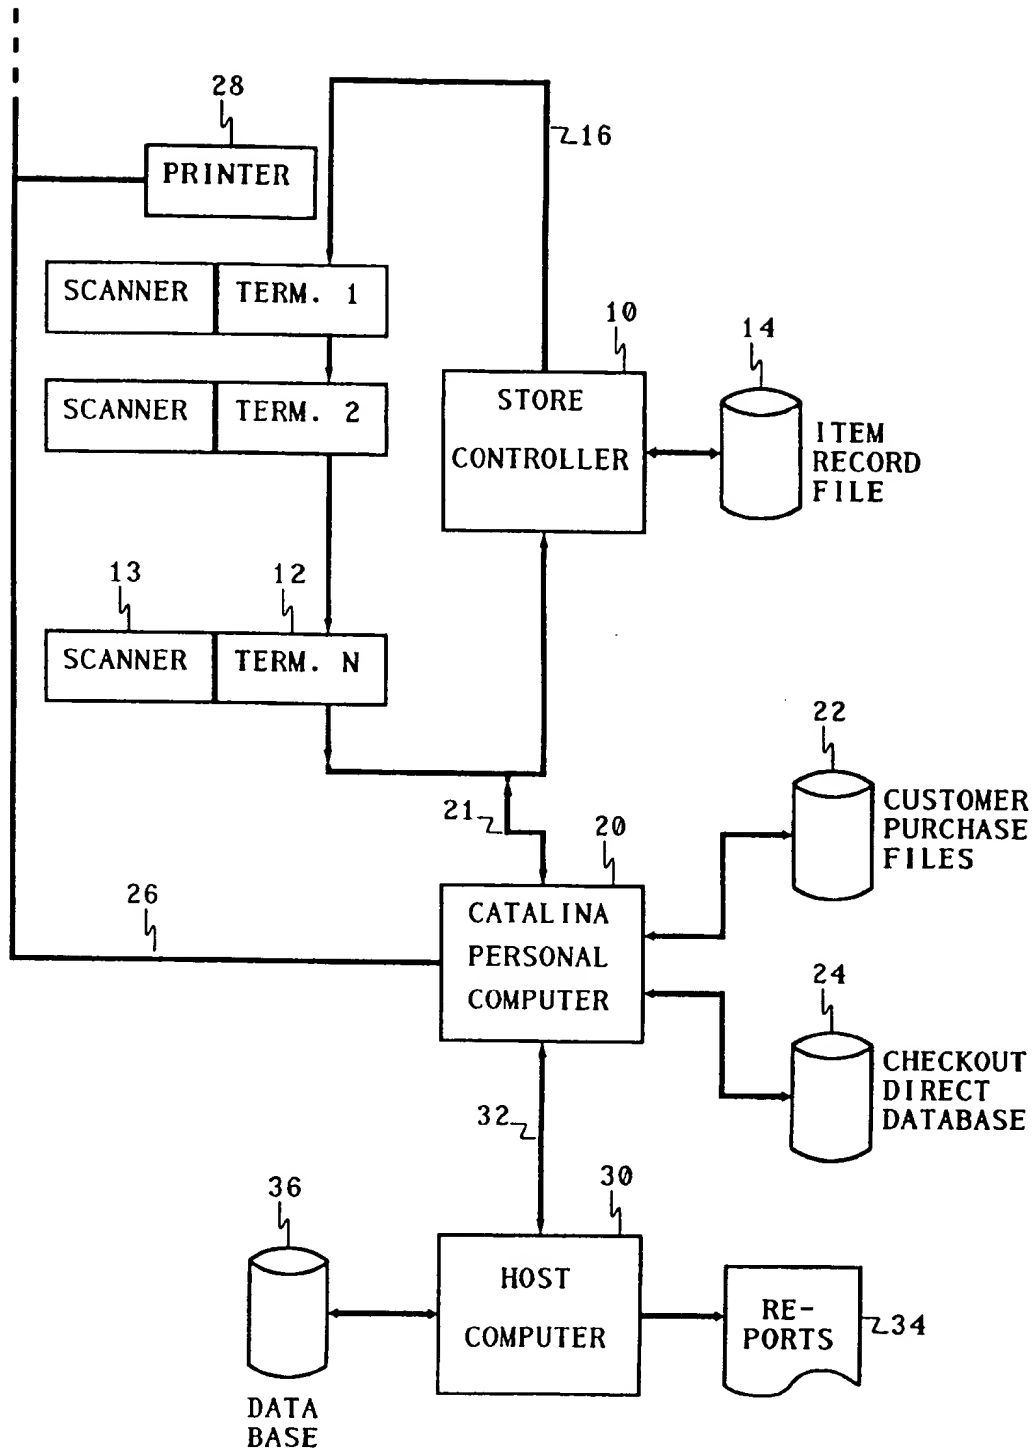 28
PRINTER
16
SCANNER TERM. 1
10
14
SCANNER TERM. 2
STORE
CONTROLLER
ITEM
RECORD
FILE
13
12
SCANNER TERM. N
22
CUSTOMER
PURCHASE
FILES
21
20
26
CATALINA
PERSONAL
COMPUTER
24
CHECKOUT
DIRECT
DATABASE
32
36
30
HOST
COMPUTER
RE-
PORTS
34
DATA
BASE